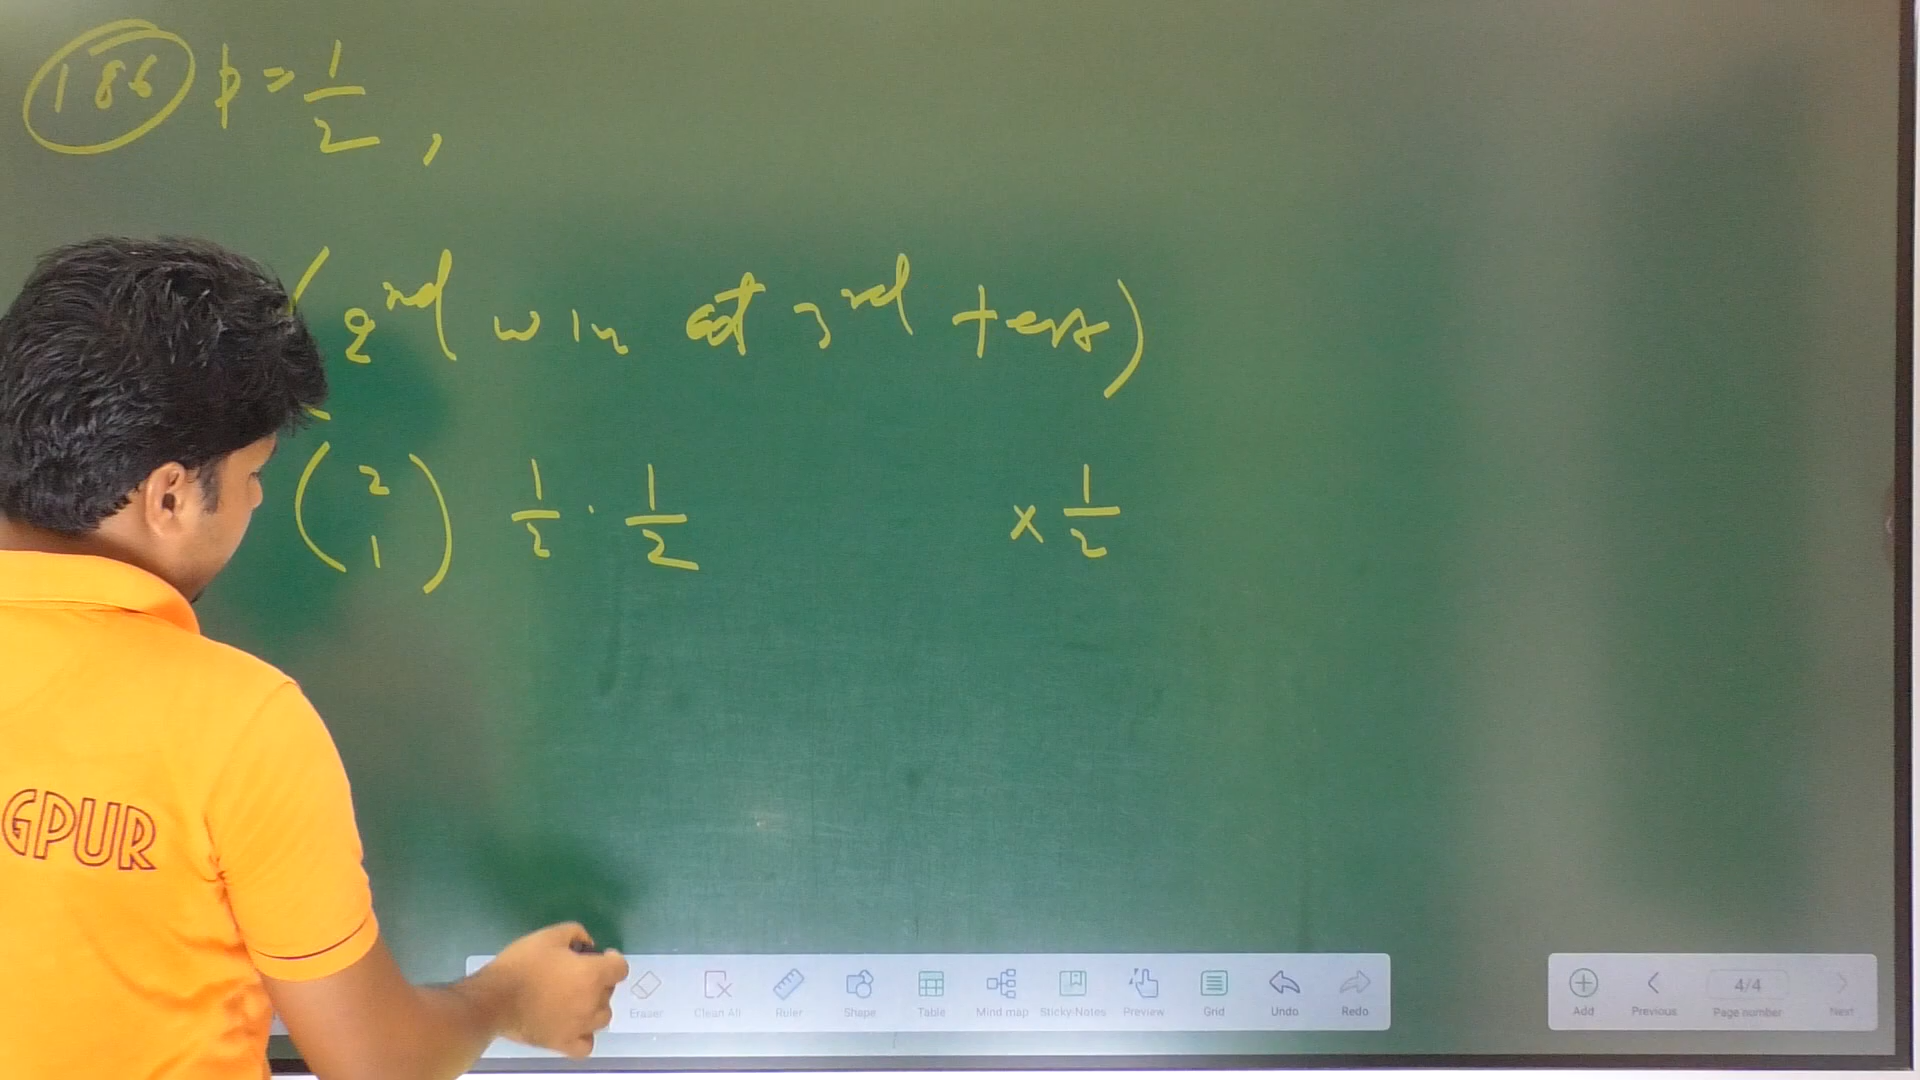 186 p = 1/2 ,
( 2nd win at 3rd test )
( 2 1 ) 1/2 · 1/2 × 1/2
GPUR
Eraser Clean All Ruler Shape Table Mind map Sticky Notes Preview Grid Undo Redo
Add Previous 4/4 Page number Next